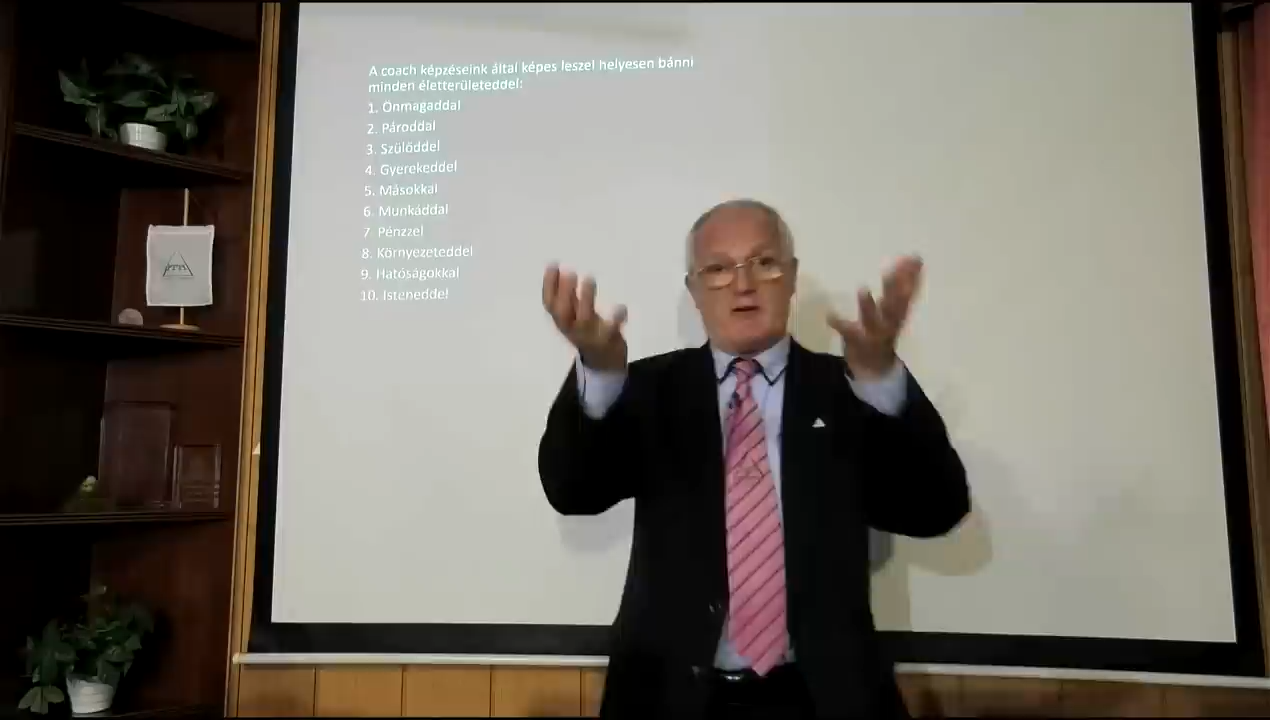 A coach képzéseink által képes leszel helyesen bánni
minden életterületeddel:
1. Önmagaddal
2. Pároddal
3. Szülőddel
4. Gyerekeddel
5. Másokkal
6. Munkáddal
7. Pénzzel
8. Környezeteddel
9. Hatóságokkal
10. Isteneddel